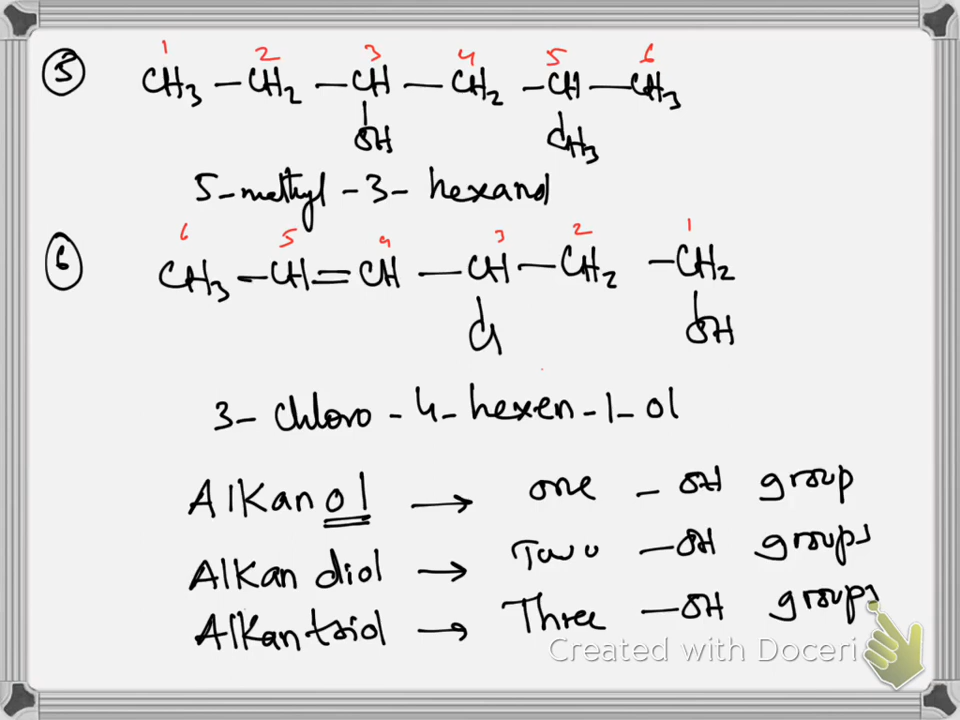 1 2 3 4 5 6
5 CH3 – CH2 – CH – CH2 – CH – CH3
OH CH3
5-methyl-3-hexanol
6 5 4 3 2 1
6 CH3 – CH = CH – CH – CH2 – CH2
Cl OH
3-chloro-4-hexen-1-ol
Alkanol → one –OH group
Alkan diol → Two –OH groups
Alkantriol → Three –OH groups
Created with Doceri